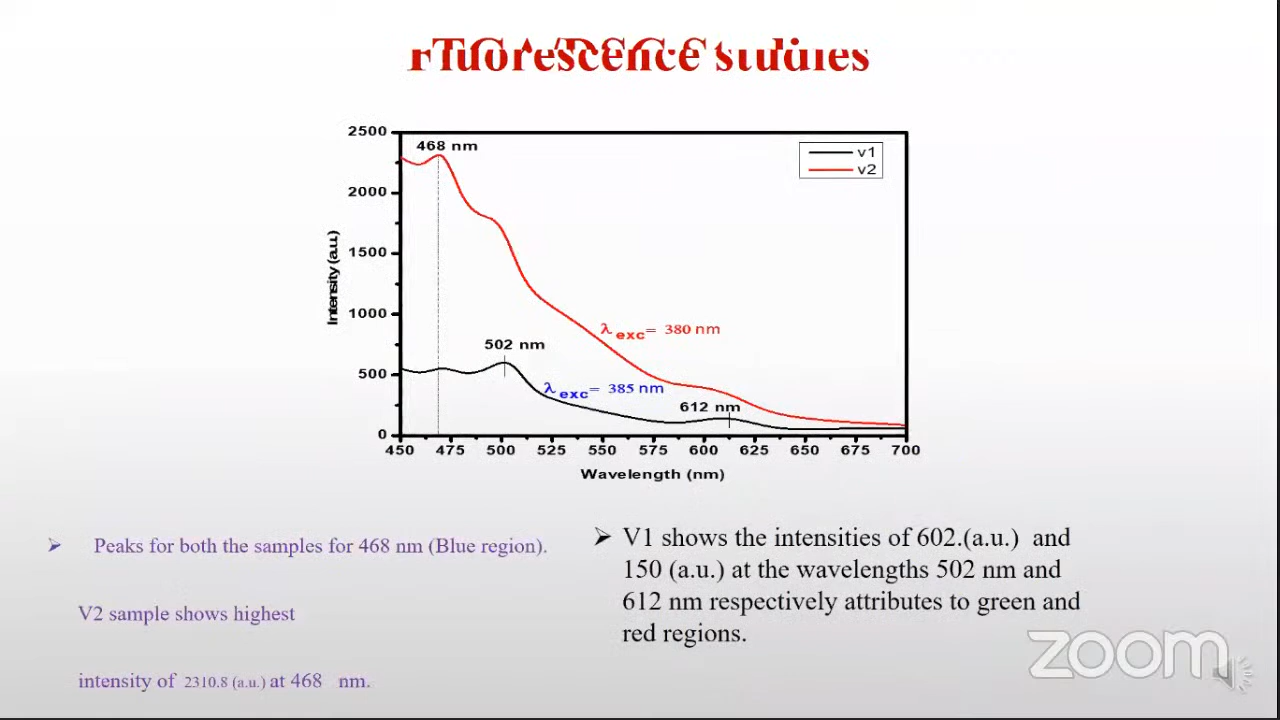 Fluorescence studies
2500
2000
1500
1000
500
0
Intensity (a.u.)
468 nm
v1
v2
502 nm
λ exc= 380 nm
λ exc= 385 nm
612 nm
450 475 500 525 550 575 600 625 650 675 700
Wavelength (nm)
➢ Peaks for both the samples for 468 nm (Blue region).
V2 sample shows highest
intensity of 2310.8 (a.u.) at 468 nm.
➢ V1 shows the intensities of 602.(a.u.) and
150 (a.u.) at the wavelengths 502 nm and
612 nm respectively attributes to green and
red regions.
zoom